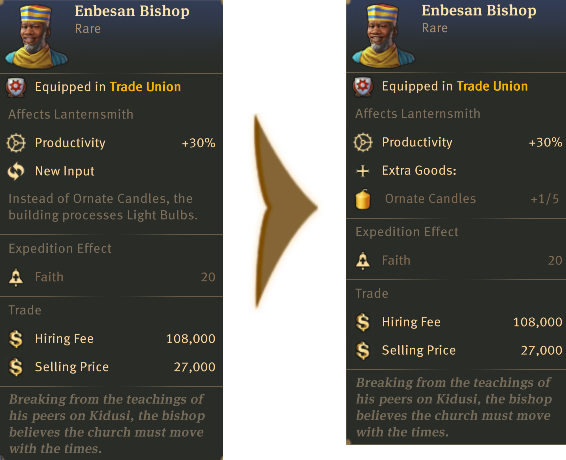 Enbesan Bishop
Rare
Equipped in Trade Union
Affects Lanternsmith
Productivity +30%
New Input
Instead of Ornate Candles, the
building processes Light Bulbs.
Expedition Effect
Faith 20
Trade
Hiring Fee 108,000
Selling Price 27,000
Breaking from the teachings of
his peers on Kidusi, the bishop
believes the church must move
with the times.
Enbesan Bishop
Rare
Equipped in Trade Union
Affects Lanternsmith
Productivity +30%
Extra Goods:
Ornate Candles +1/5
Expedition Effect
Faith 20
Trade
Hiring Fee 108,000
Selling Price 27,000
Breaking from the teachings of
his peers on Kidusi, the bishop
believes the church must move
with the times.